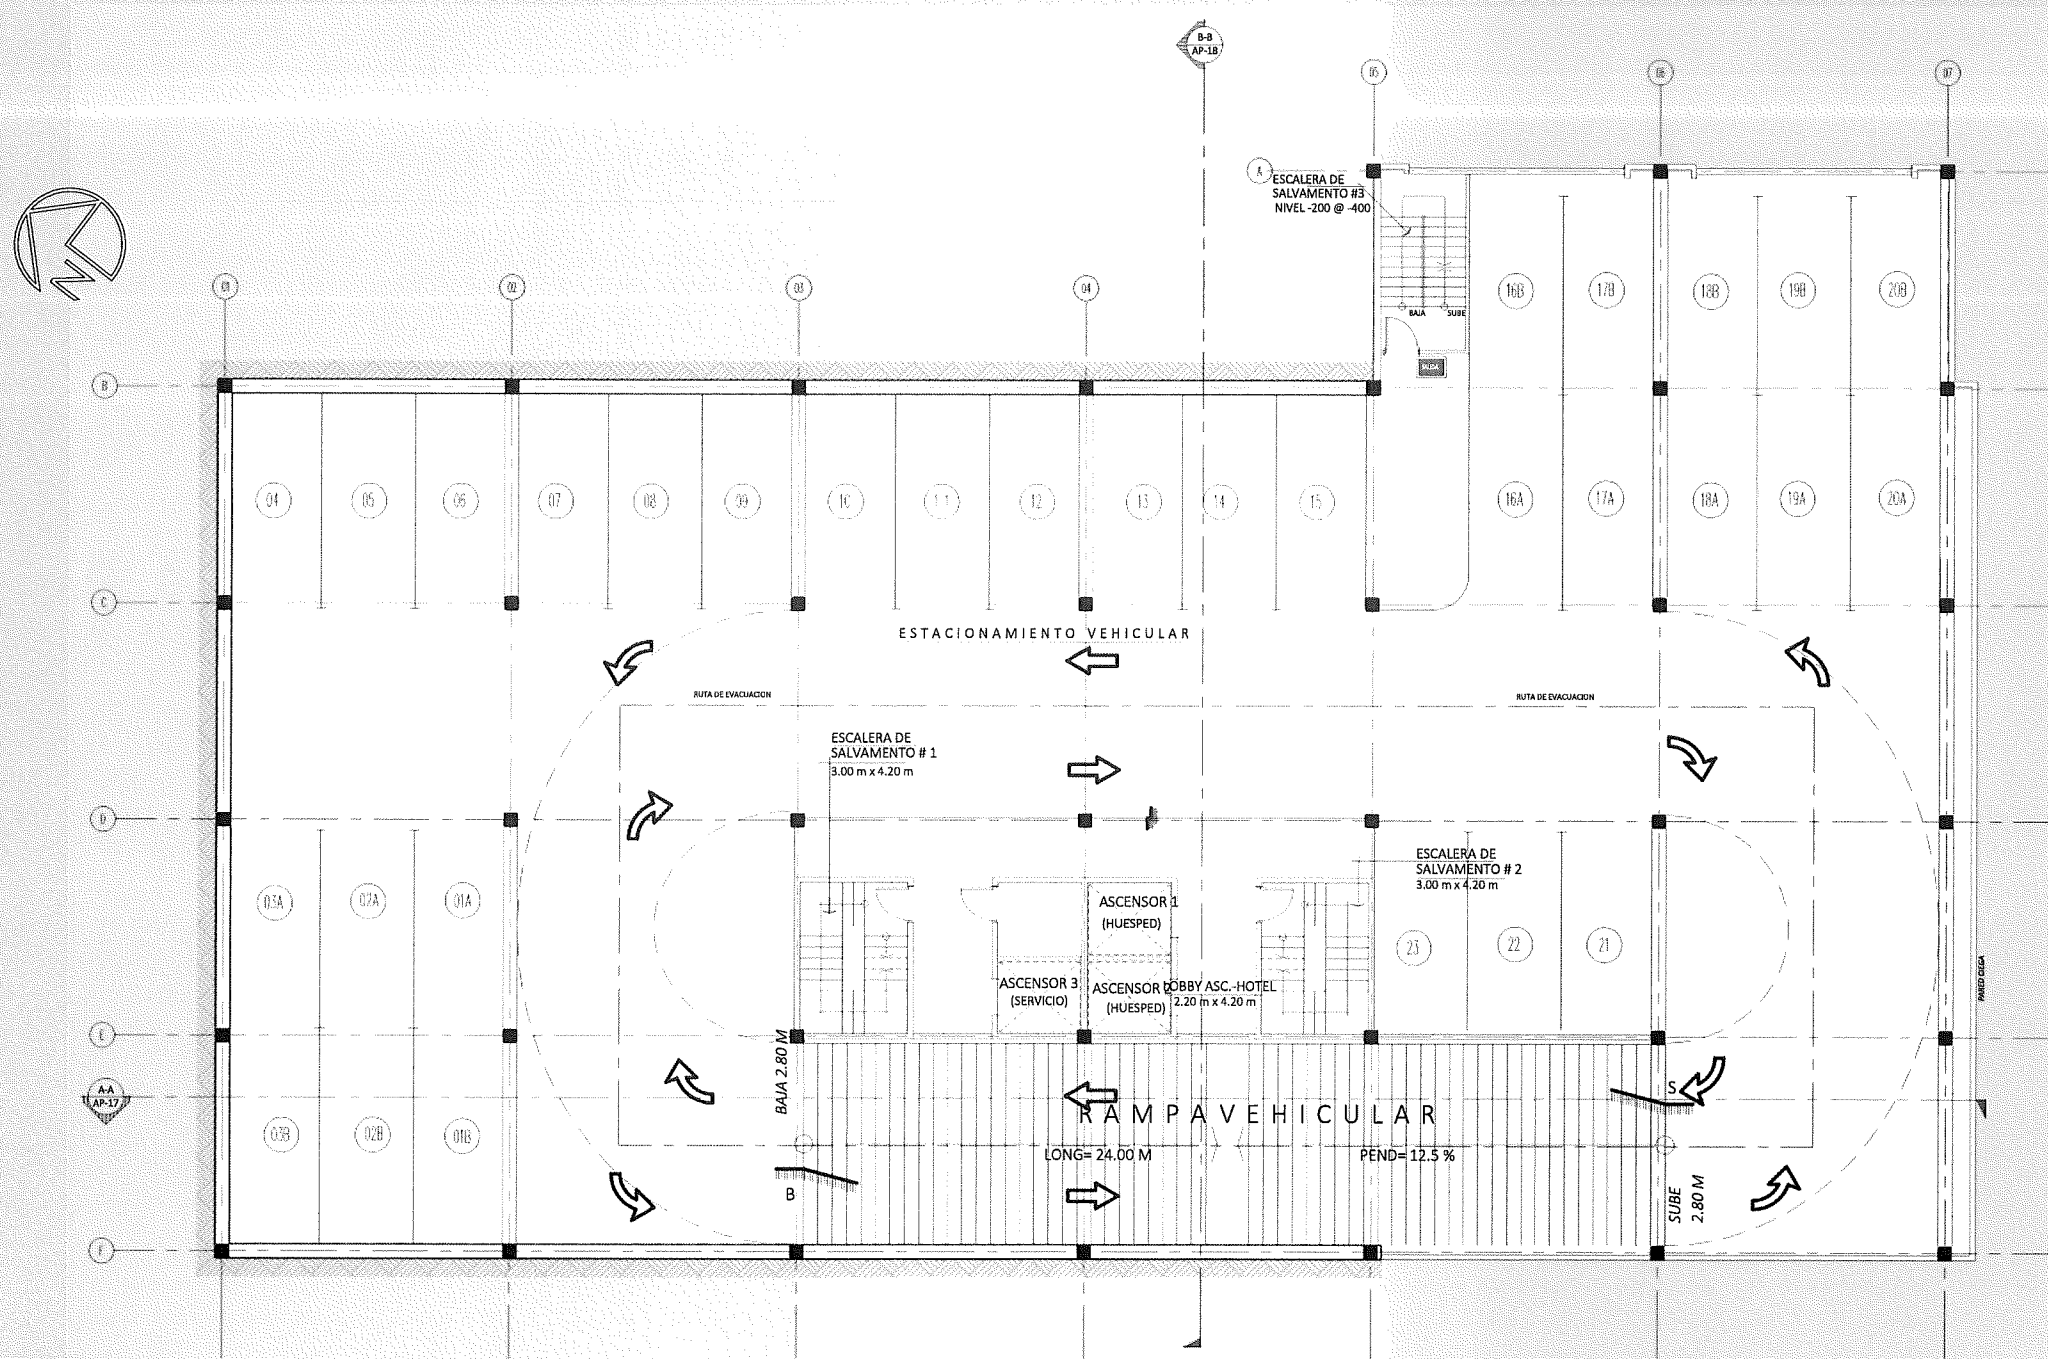 B-B
AP-18
05
06
07
A
ESCALERA DE
SALVAMENTO #3
NIVEL -200 @ -400
01
02
03
04
16B
17B
18B
19B
20B
BAJA
SUBE
SALIDA
B
04
05
06
07
08
09
10
11
12
13
14
15
16A
17A
18A
19A
20A
C
ESTACIONAMIENTO VEHICULAR
RUTA DE EVACUACION
RUTA DE EVACUACION
ESCALERA DE
SALVAMENTO # 1
3.00 m x 4.20 m
D
ESCALERA DE
SALVAMENTO # 2
3.00 m x 4.20 m
03A
02A
01A
ASCENSOR 1
(HUESPED)
23
22
21
ASCENSOR 3
(SERVICIO)
ASCENSOR 2
(HUESPED)
LOBBY ASC.-HOTEL
2.20 m x 4.20 m
PARED CIEGA
E
BAJA 2.80 M
A-A
AP-17
S
RAMPA VEHICULAR
03B
02B
01B
LONG= 24.00 M
PEND= 12.5 %
B
SUBE
2.80 M
F